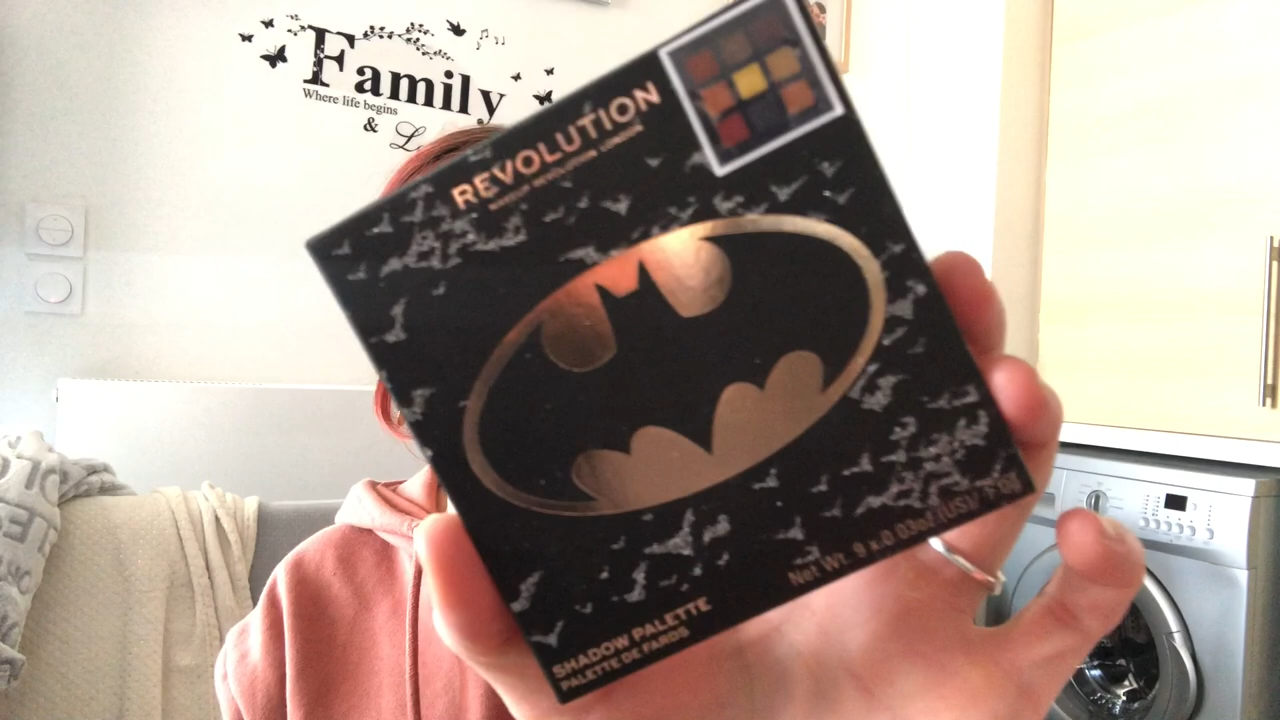 Family
Where life begins
&
REVOLUTION
MAKEUP REVOLUTION LONDON
Net Wt. 9 x 0.03oz (US)/
SHADOW PALETTE
PALETTE DE FARDS